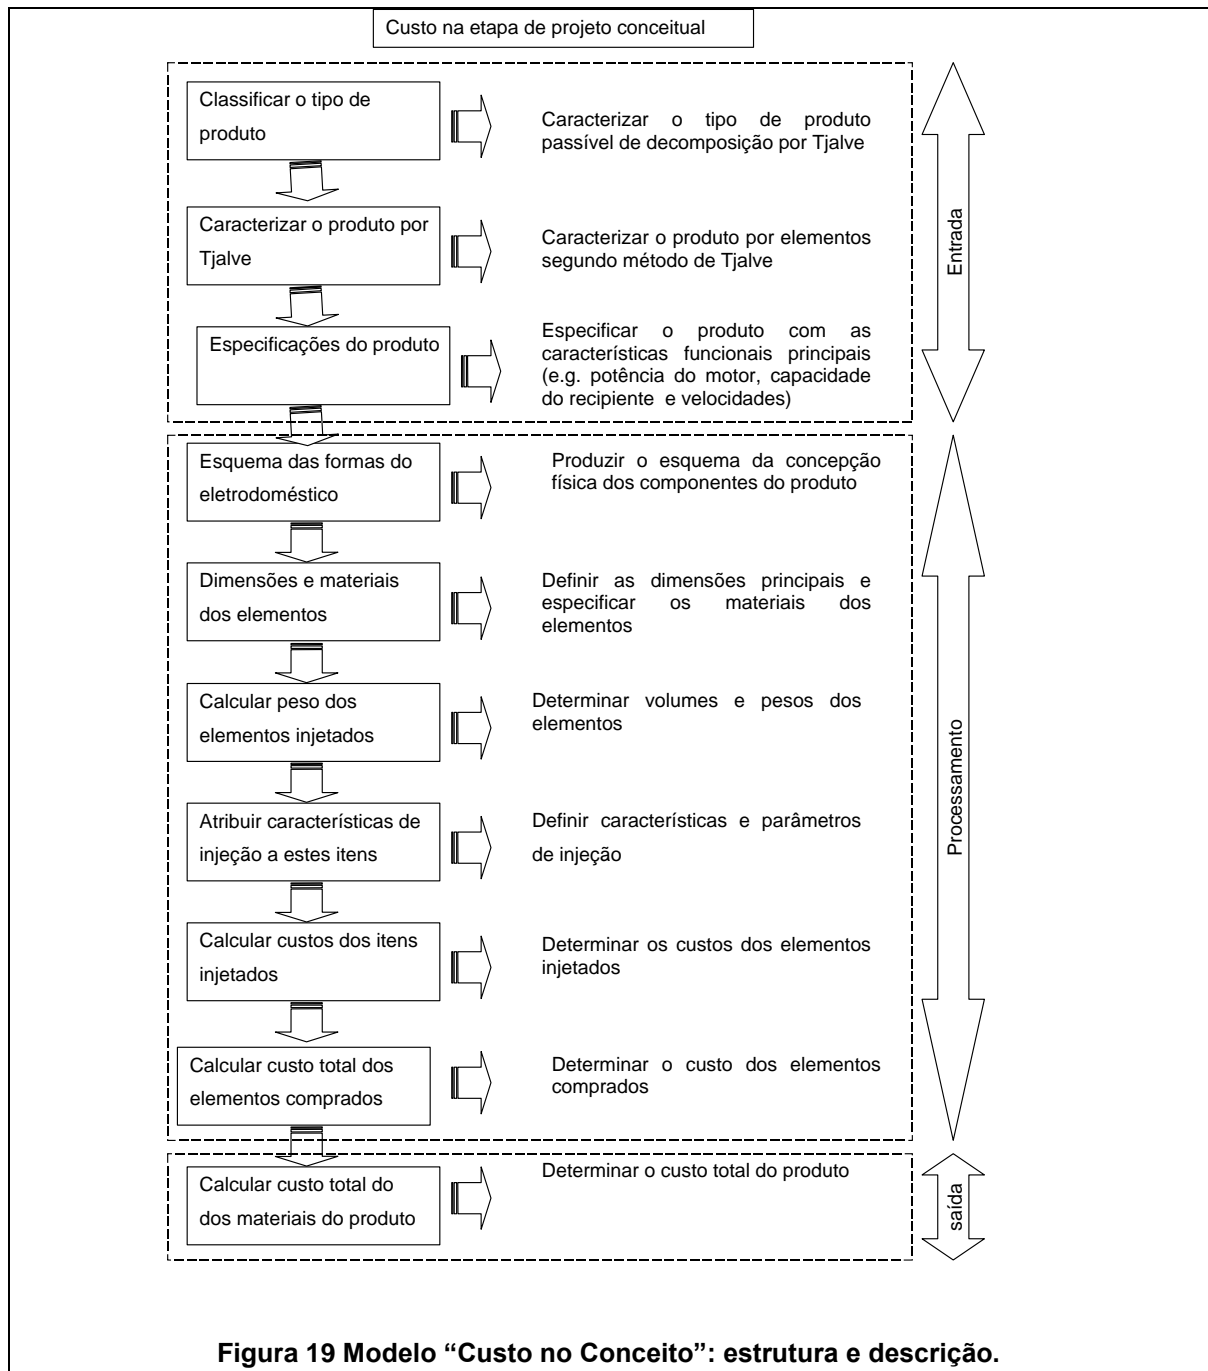 Custo na etapa de projeto conceitual
Classificar o tipo de
produto
Caracterizar o tipo de produto
passível de decomposição por Tjalve
Caracterizar o produto por
Tjalve
Caracterizar o produto por elementos
segundo método de Tjalve
Especificações do produto
Especificar o produto com as
características funcionais principais
(e.g. potência do motor, capacidade
do recipiente e velocidades)
Entrada
Esquema das formas do
eletrodoméstico
Produzir o esquema da concepção
física dos componentes do produto
Dimensões e materiais
dos elementos
Definir as dimensões principais e
especificar os materiais dos
elementos
Calcular peso dos
elementos injetados
Determinar volumes e pesos dos
elementos
Atribuir características de
injeção a estes itens
Definir características e parâmetros
de injeção
Calcular custos dos itens
injetados
Determinar os custos dos elementos
injetados
Calcular custo total dos
elementos comprados
Determinar o custo dos elementos
comprados
Processamento
Calcular custo total do
dos materiais do produto
Determinar o custo total do produto
saída
Figura 19 Modelo “Custo no Conceito”: estrutura e descrição.